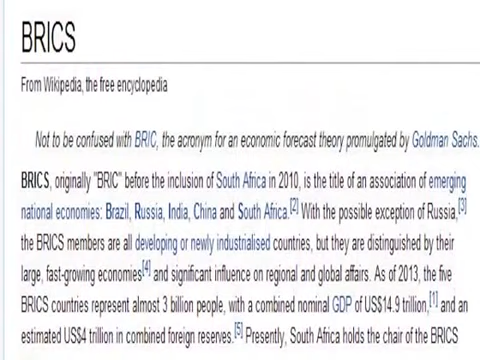 BRICS
From Wikipedia, the free encyclopedia
Not to be confused with BRIC, the acronym for an economic forecast theory promulgated by Goldman Sachs.
BRICS, originally "BRIC" before the inclusion of South Africa in 2010, is the title of an association of emerging
national economies: Brazil, Russia, India, China and South Africa.[2] With the possible exception of Russia,[3]
the BRICS members are all developing or newly industrialised countries, but they are distinguished by their
large, fast-growing economies[4] and significant influence on regional and global affairs. As of 2013, the five
BRICS countries represent almost 3 billion people, with a combined nominal GDP of US$14.9 trillion,[1] and an
estimated US$4 trillion in combined foreign reserves.[5] Presently, South Africa holds the chair of the BRICS